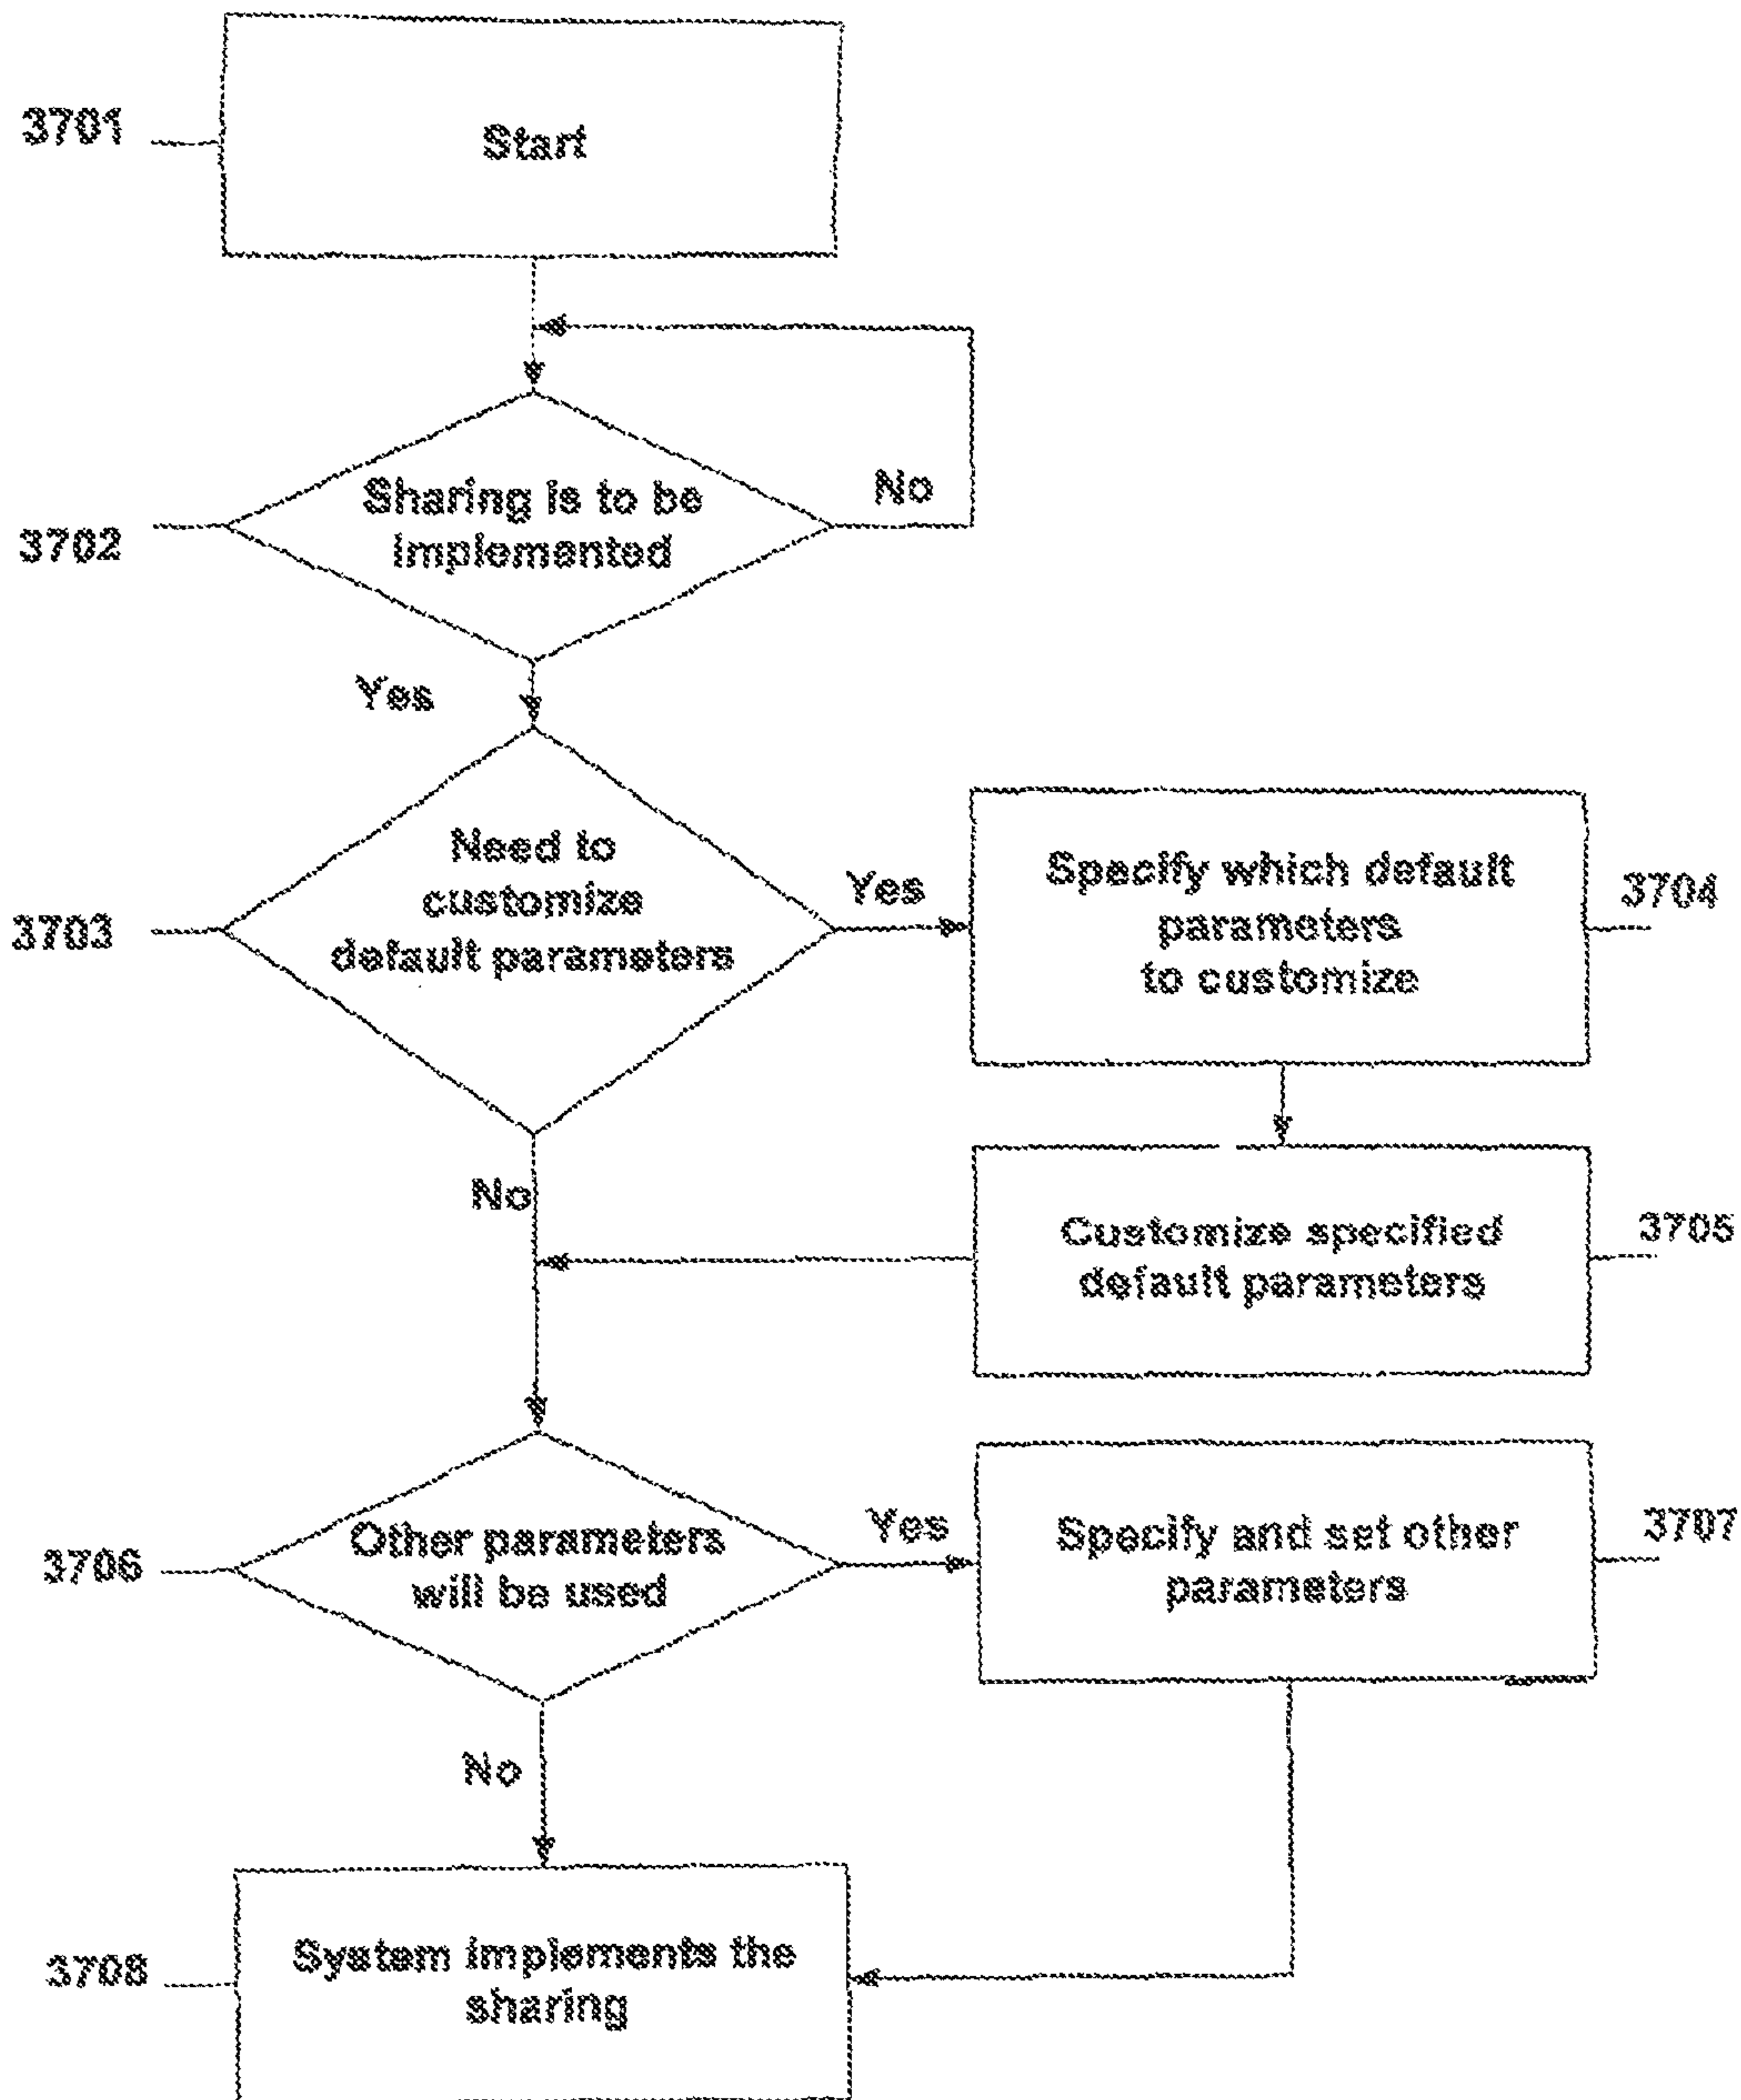 3701
Start
Sharing is to be
implemented
No
3702
Yes
Need to
customize
default parameters
3703
Yes
Specify which default
parameters
to customize
3704
No
Customize specified
default parameters
3705
Other parameters
will be used
3706
Yes
Specify and set other
parameters
3707
No
System implements the
sharing
3708